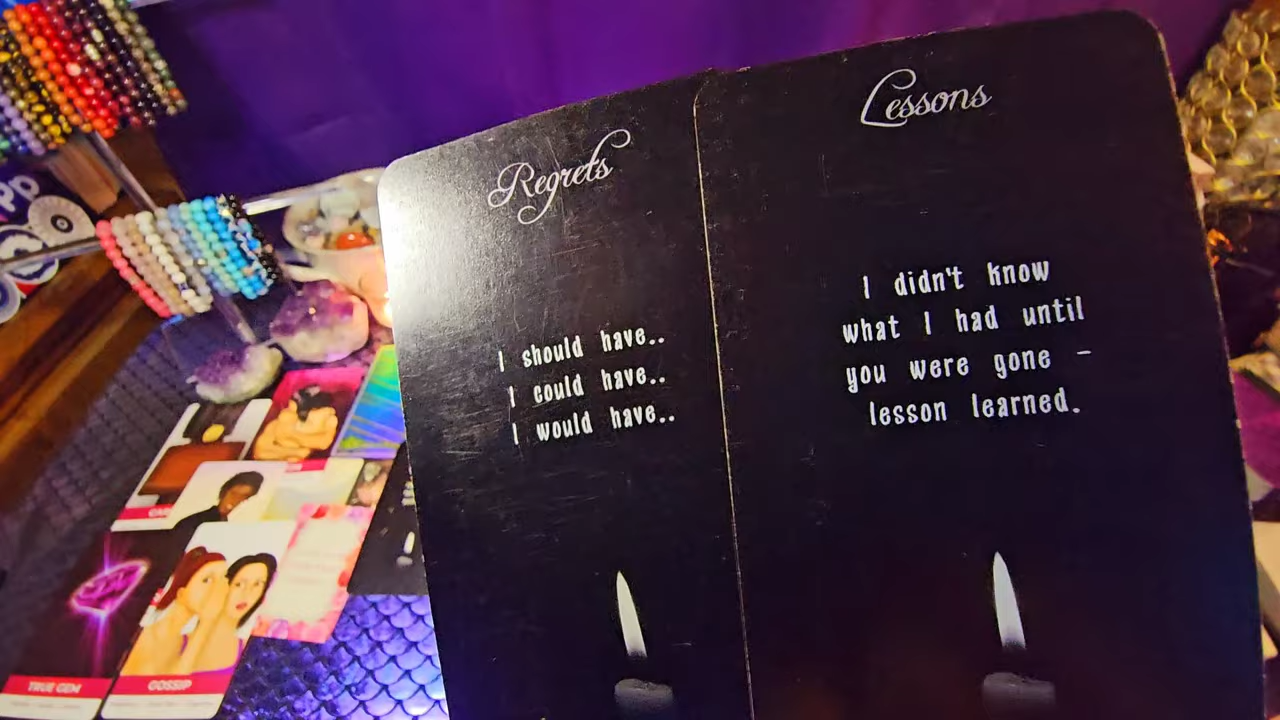 Regrets
I should have..
I could have..
I would have..
Lessons
I didn't know
what I had until
you were gone -
lesson learned.
TRUE GEM
GOSSIP